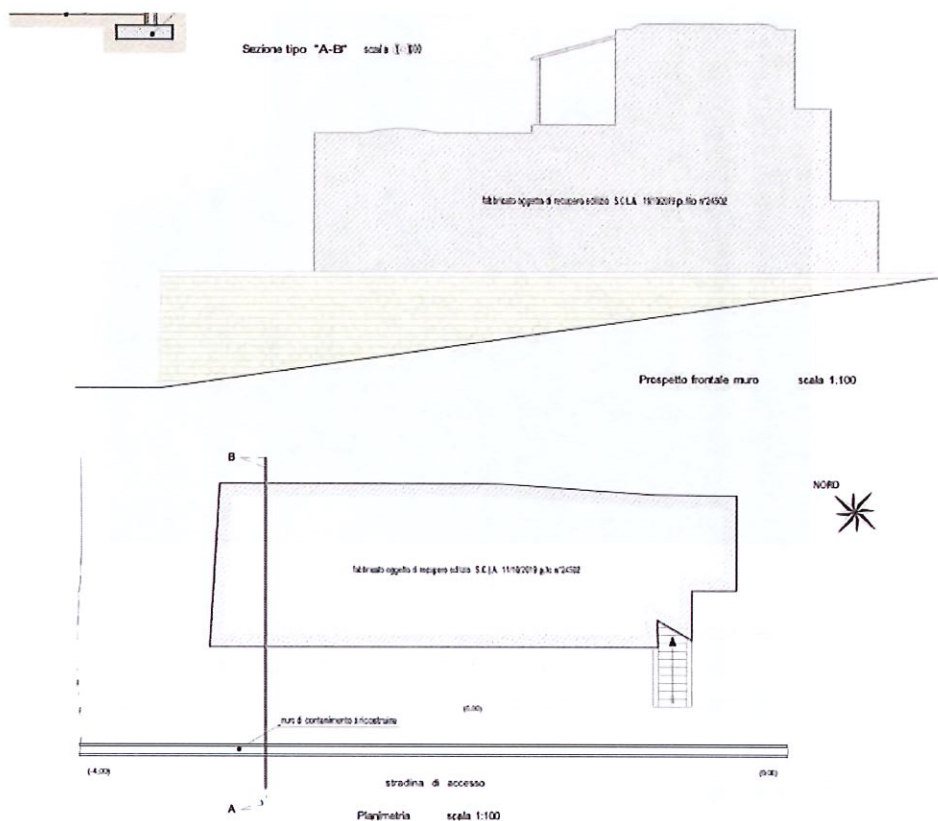 Sezione tipo "A-B" scala
fabbricato oggetto di recupero edilizio S.C.I.A. 11/10/2019 p.llo n°24502
Prospetto frontale muro scala 1:100
B
NORD
fabbricato oggetto di recupero edilizio S.C.I.A. 11/10/2019 p.llo n°24502
A
(0.00)
muro di contenimento a ricostruire
(-4,00)
(0.00)
stradina di accesso
A
Planimetria scala 1:100